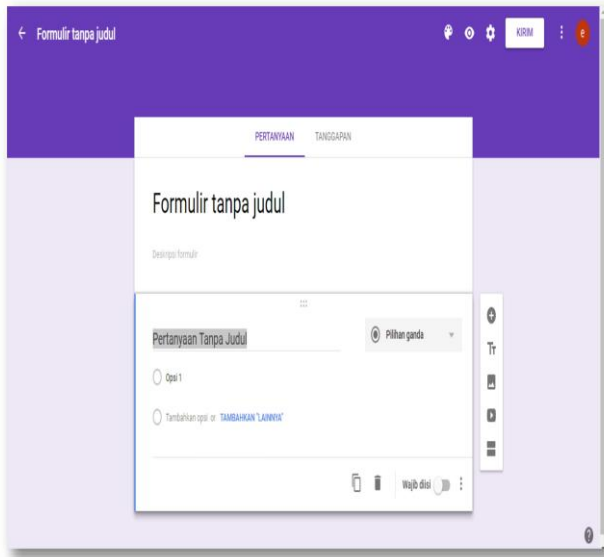 Formulir tanpa judul
KIRIM
e
PERTANYAAN TANGGAPAN
Formulir tanpa judul
Deskripsi formulir
Pertanyaan Tanpa Judul
Pilihan ganda
Tт
Opsi 1
Tambahkan opsi or TAMBAHKAN "LAINNYA"
Wajib diisi
?